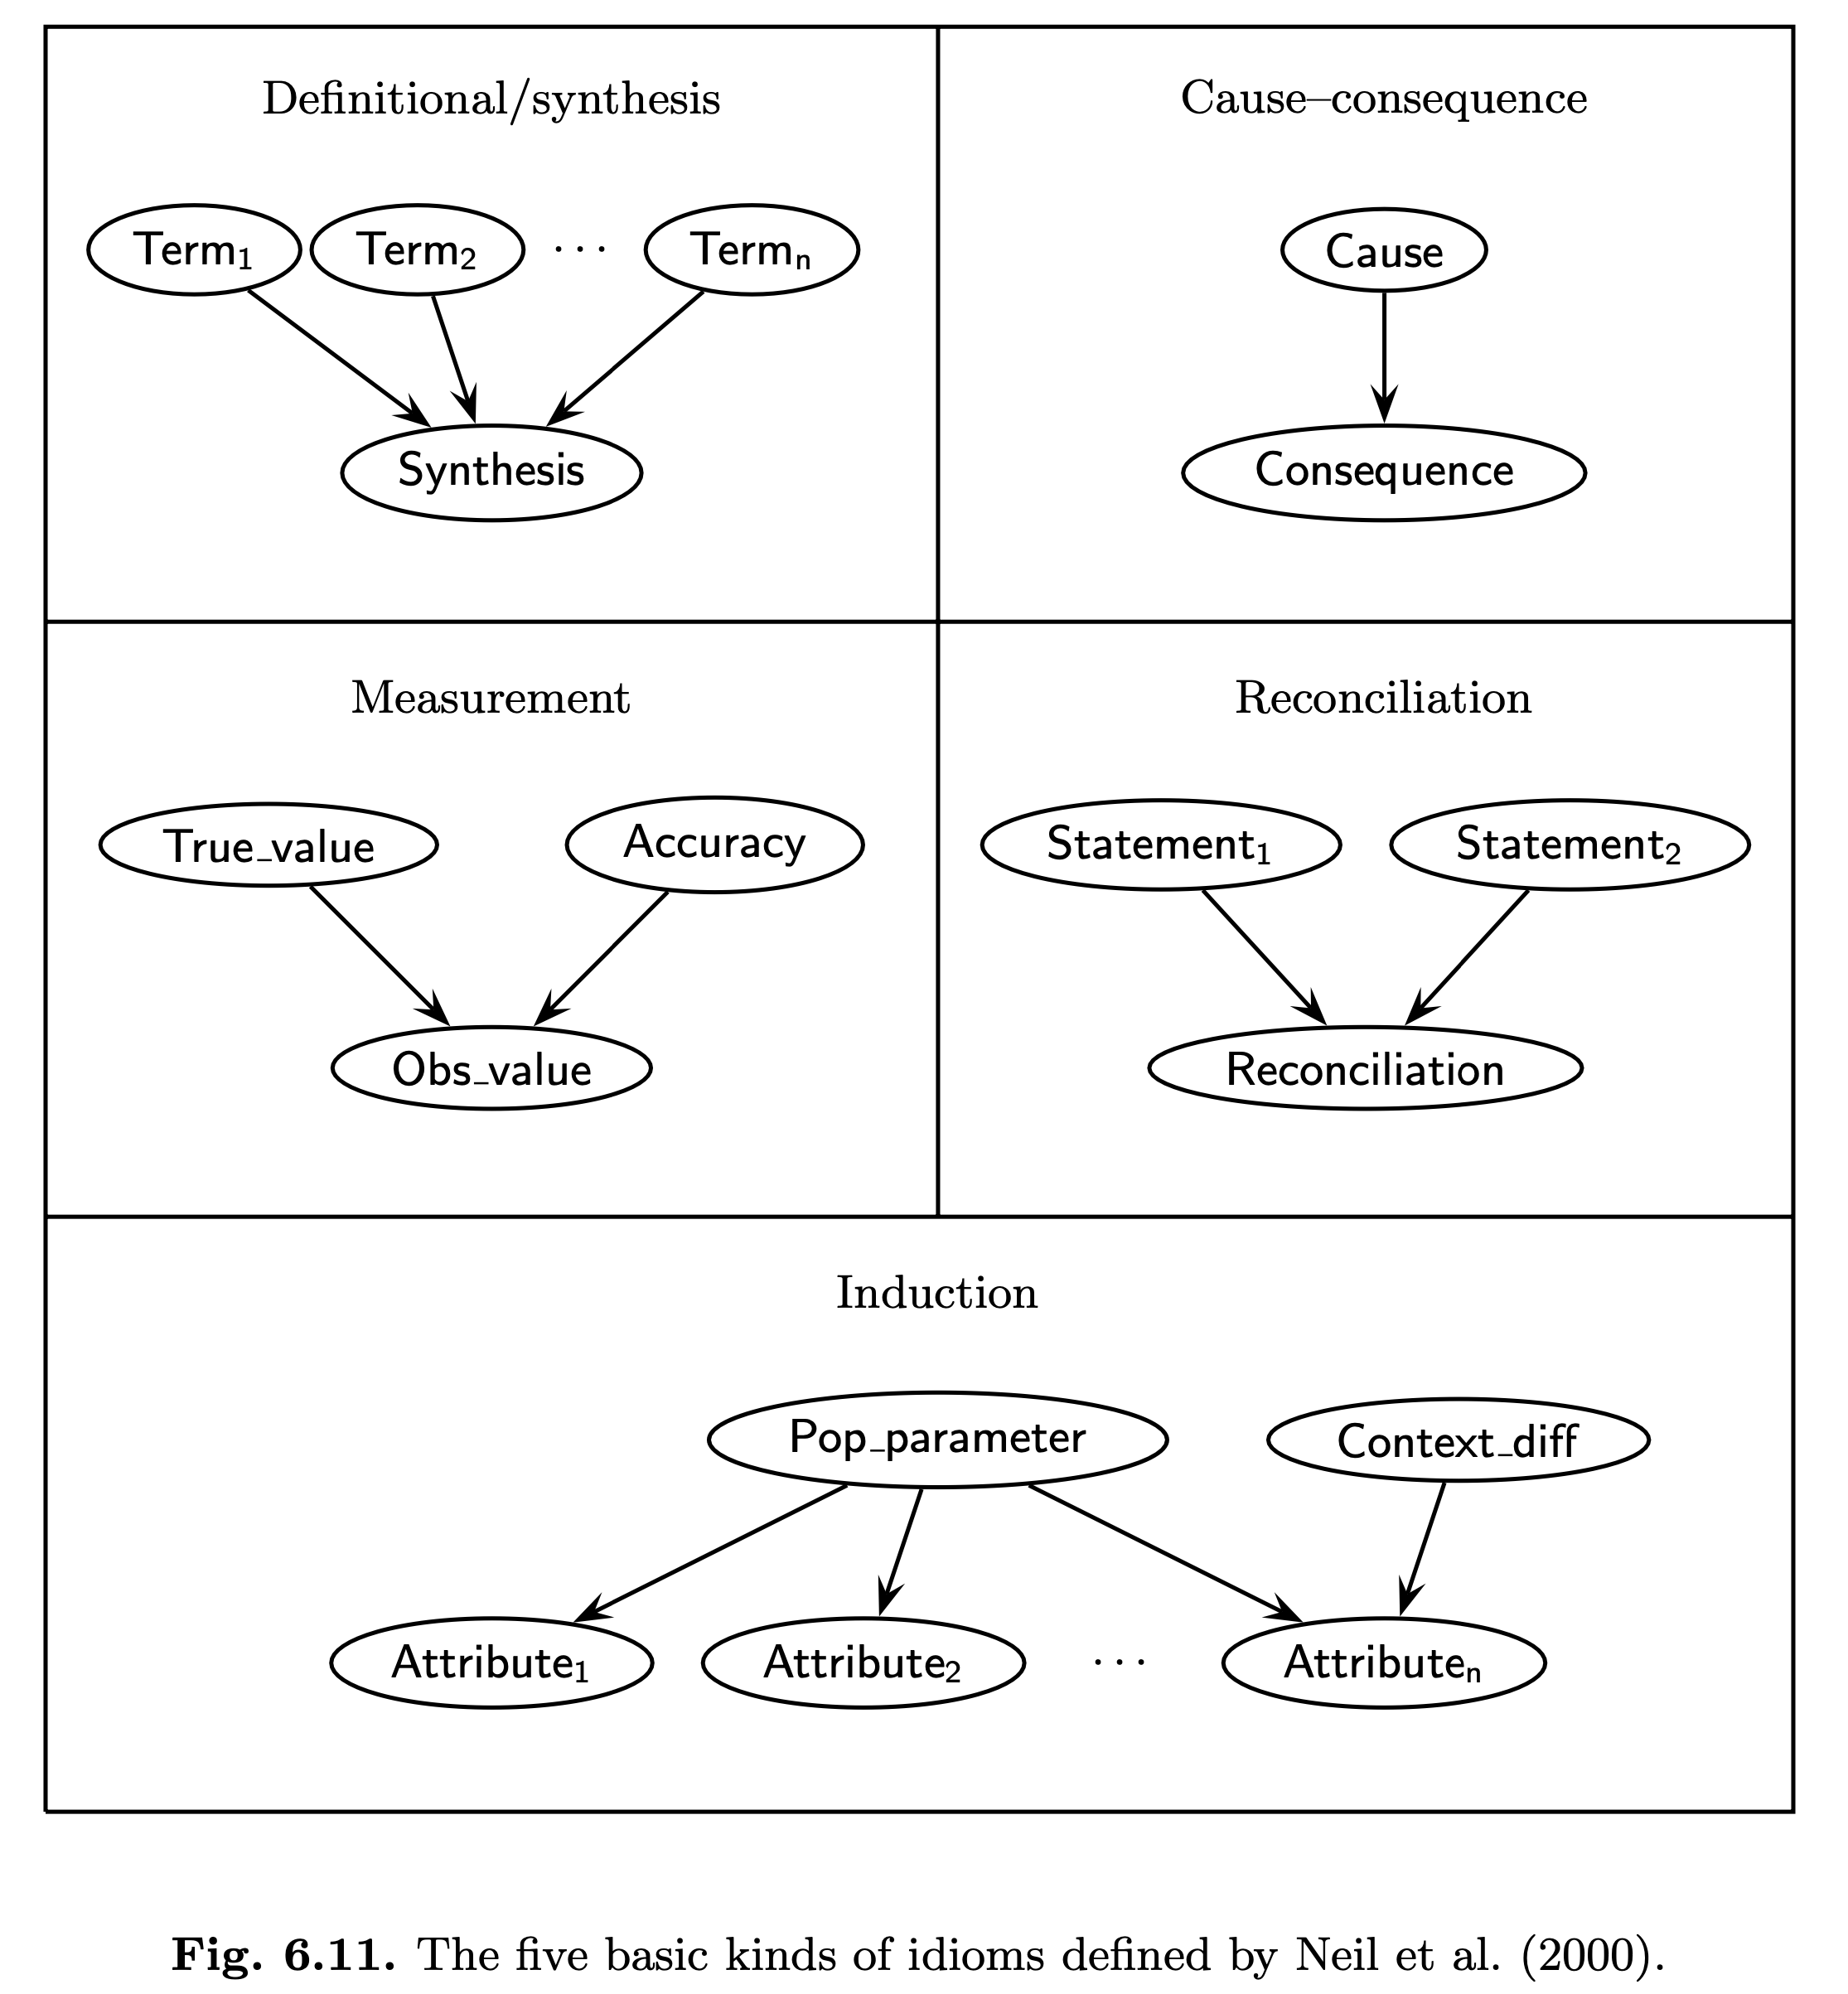 Definitional/synthesis
Term₁ Term₂ ··· Termₙ
Synthesis
Cause–consequence
Cause
Consequence
Measurement
True_value Accuracy
Obs_value
Reconciliation
Statement₁ Statement₂
Reconciliation
Induction
Pop_parameter Context_diff
Attribute₁ Attribute₂ ··· Attributeₙ
Fig. 6.11. The five basic kinds of idioms defined by Neil et al. (2000).